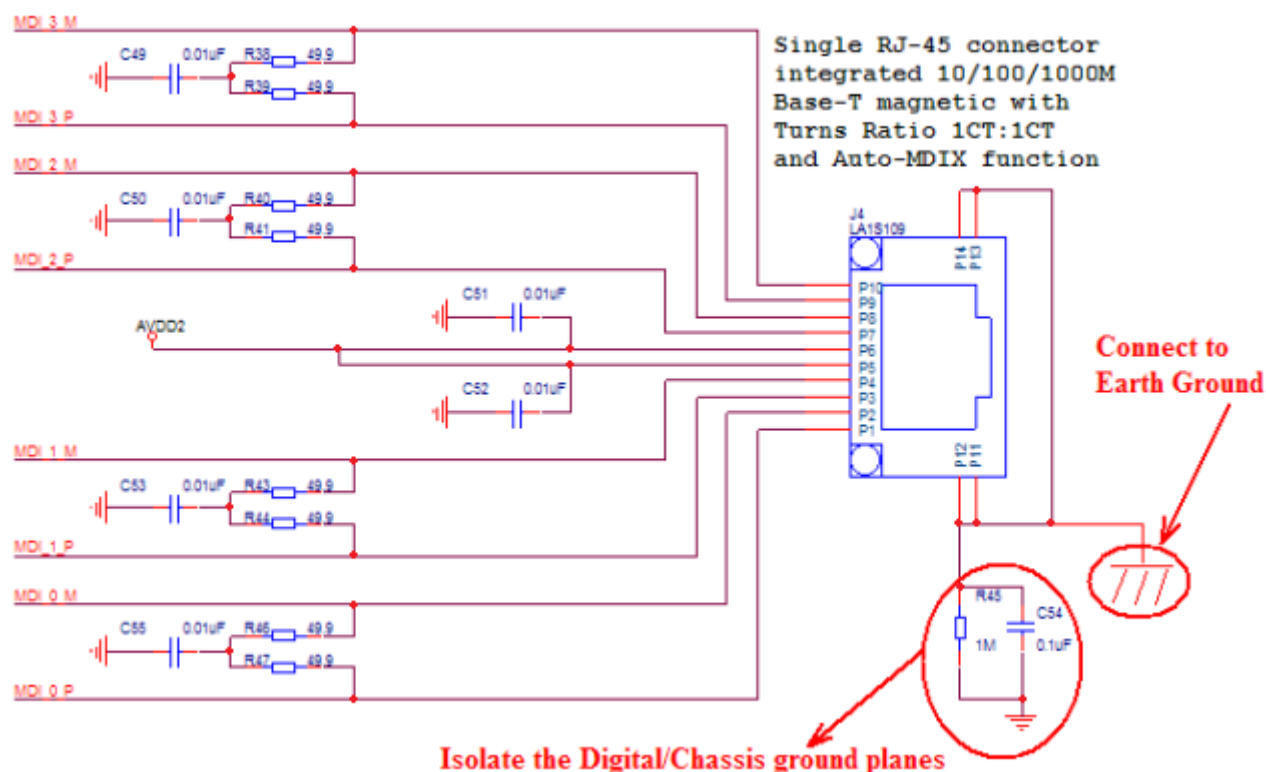 MDI_3_M
C49 0.01uF R38 49.9
R39 49.9
MDI_3_P
MDI_2_M
C50 0.01uF R40 49.9
R41 49.9
MDI_2_P
C51 0.01uF
AVDD2
C52 0.01uF
MDI_1_M
C53 0.01uF R43 49.9
R44 49.9
MDI_1_P
MDI_0_M
C55 0.01uF R46 49.9
R47 49.9
MDI_0_P
Single RJ-45 connector
integrated 10/100/1000M
Base-T magnetic with
Turns Ratio 1CT:1CT
and Auto-MDIX function
J4
LA1S109
P14 P13
P10
P9
P8
P7
P6
P5
P4
P3
P2
P1
P12 P11
Connect to
Earth Ground
R45
C54
1M 0.1uF
Isolate the Digital/Chassis ground planes